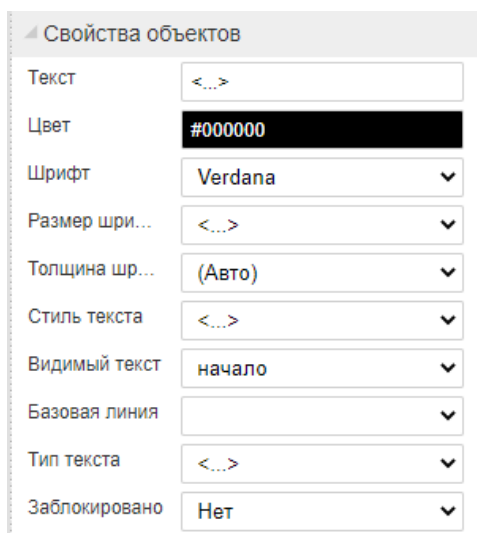 Свойства объектов
Текст <...>
Цвет #000000
Шрифт Verdana
Размер шри... <...>
Толщина шр... (Авто)
Стиль текста <...>
Видимый текст начало
Базовая линия
Тип текста <...>
Заблокировано Нет